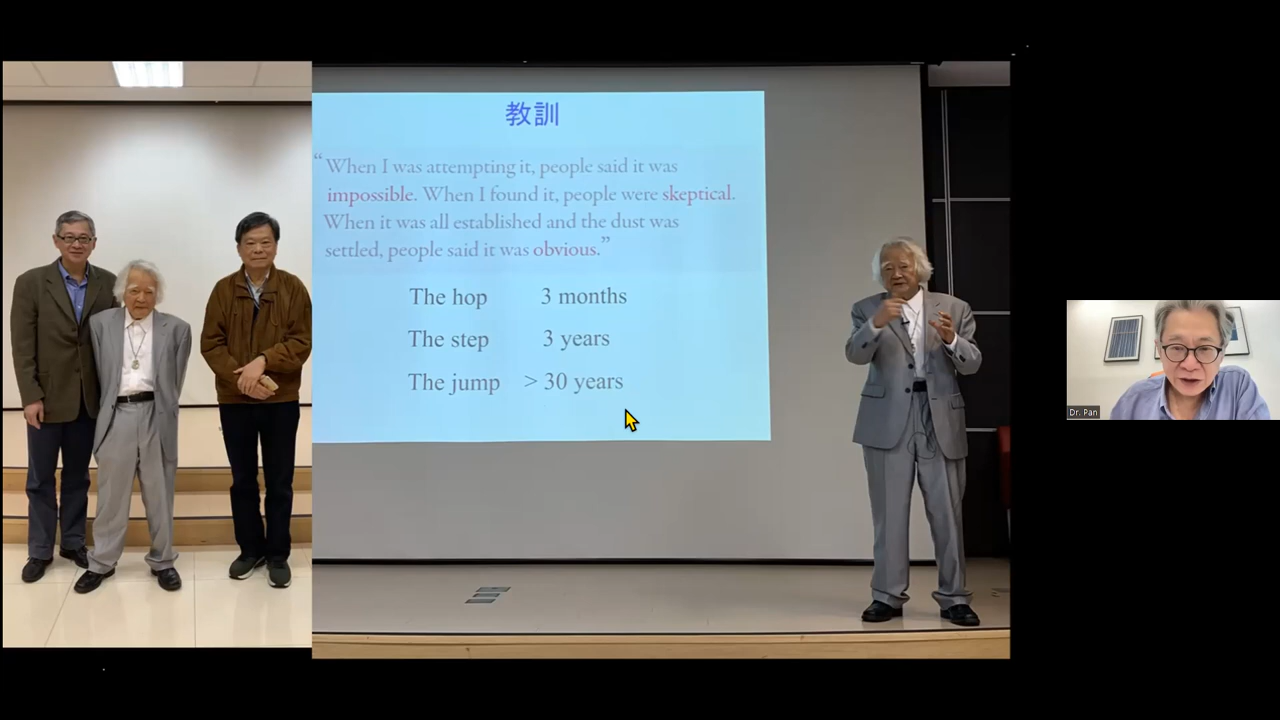 教訓
“When I was attempting it, people said it was
impossible. When I found it, people were skeptical.
When it was all established and the dust was
settled, people said it was obvious.”
The hop 3 months
The step 3 years
The jump > 30 years
Dr. Pan